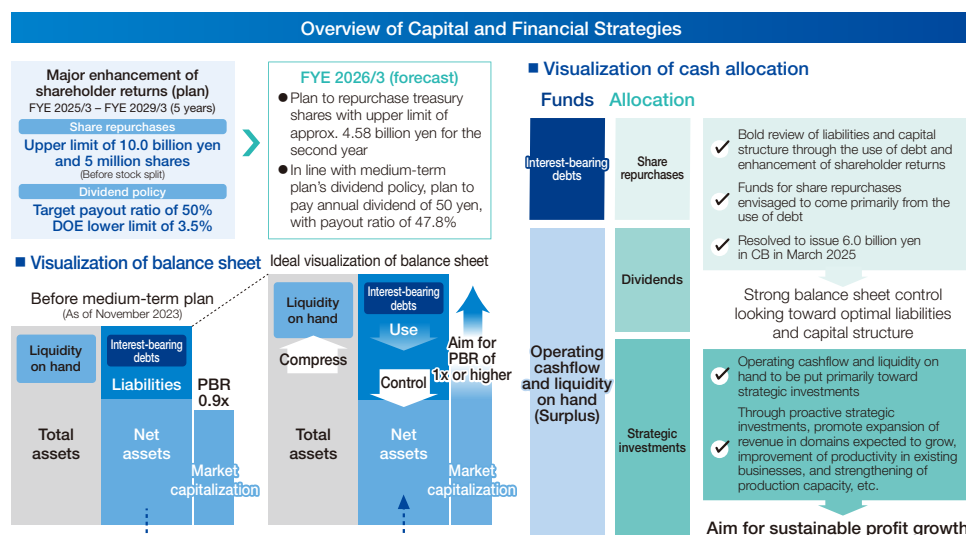 Overview of Capital and Financial Strategies
Major enhancement of
shareholder returns (plan)
FYE 2025/3 – FYE 2029/3 (5 years)
Share repurchases
Upper limit of 10.0 billion yen
and 5 million shares
(Before stock split)
Dividend policy
Target payout ratio of 50%
DOE lower limit of 3.5%
FYE 2026/3 (forecast)
● Plan to repurchase treasury
shares with upper limit of
approx. 4.58 billion yen for the
second year
● In line with medium-term
plan's dividend policy, plan to
pay annual dividend of 50 yen,
with payout ratio of 47.8%
■ Visualization of balance sheet
Before medium-term plan
(As of November 2023)
Liquidity
on hand
Interest-bearing
debts
Liabilities
PBR
0.9x
Total
assets
Net
assets
Market
capitalization
Ideal visualization of balance sheet
Liquidity
on hand
Interest-bearing
debts
Use
Compress
Control
Aim for
PBR of
1x or higher
Total
assets
Net
assets
Market
capitalization
■ Visualization of cash allocation
Funds
Allocation
Interest-bearing
debts
Share
repurchases
Dividends
Operating
cashflow
and liquidity
on hand
(Surplus)
Strategic
investments
✓ Bold review of liabilities and capital
structure through the use of debt and
enhancement of shareholder returns
✓ Funds for share repurchases
envisaged to come primarily from the
use of debt
✓ Resolved to issue 6.0 billion yen
in CB in March 2025
Strong balance sheet control
looking toward optimal liabilities
and capital structure
✓ Operating cashflow and liquidity on
hand to be put primarily toward
strategic investments
✓ Through proactive strategic
investments, promote expansion of
revenue in domains expected to grow,
improvement of productivity in existing
businesses, and strengthening of
production capacity, etc.
Aim for sustainable profit growth